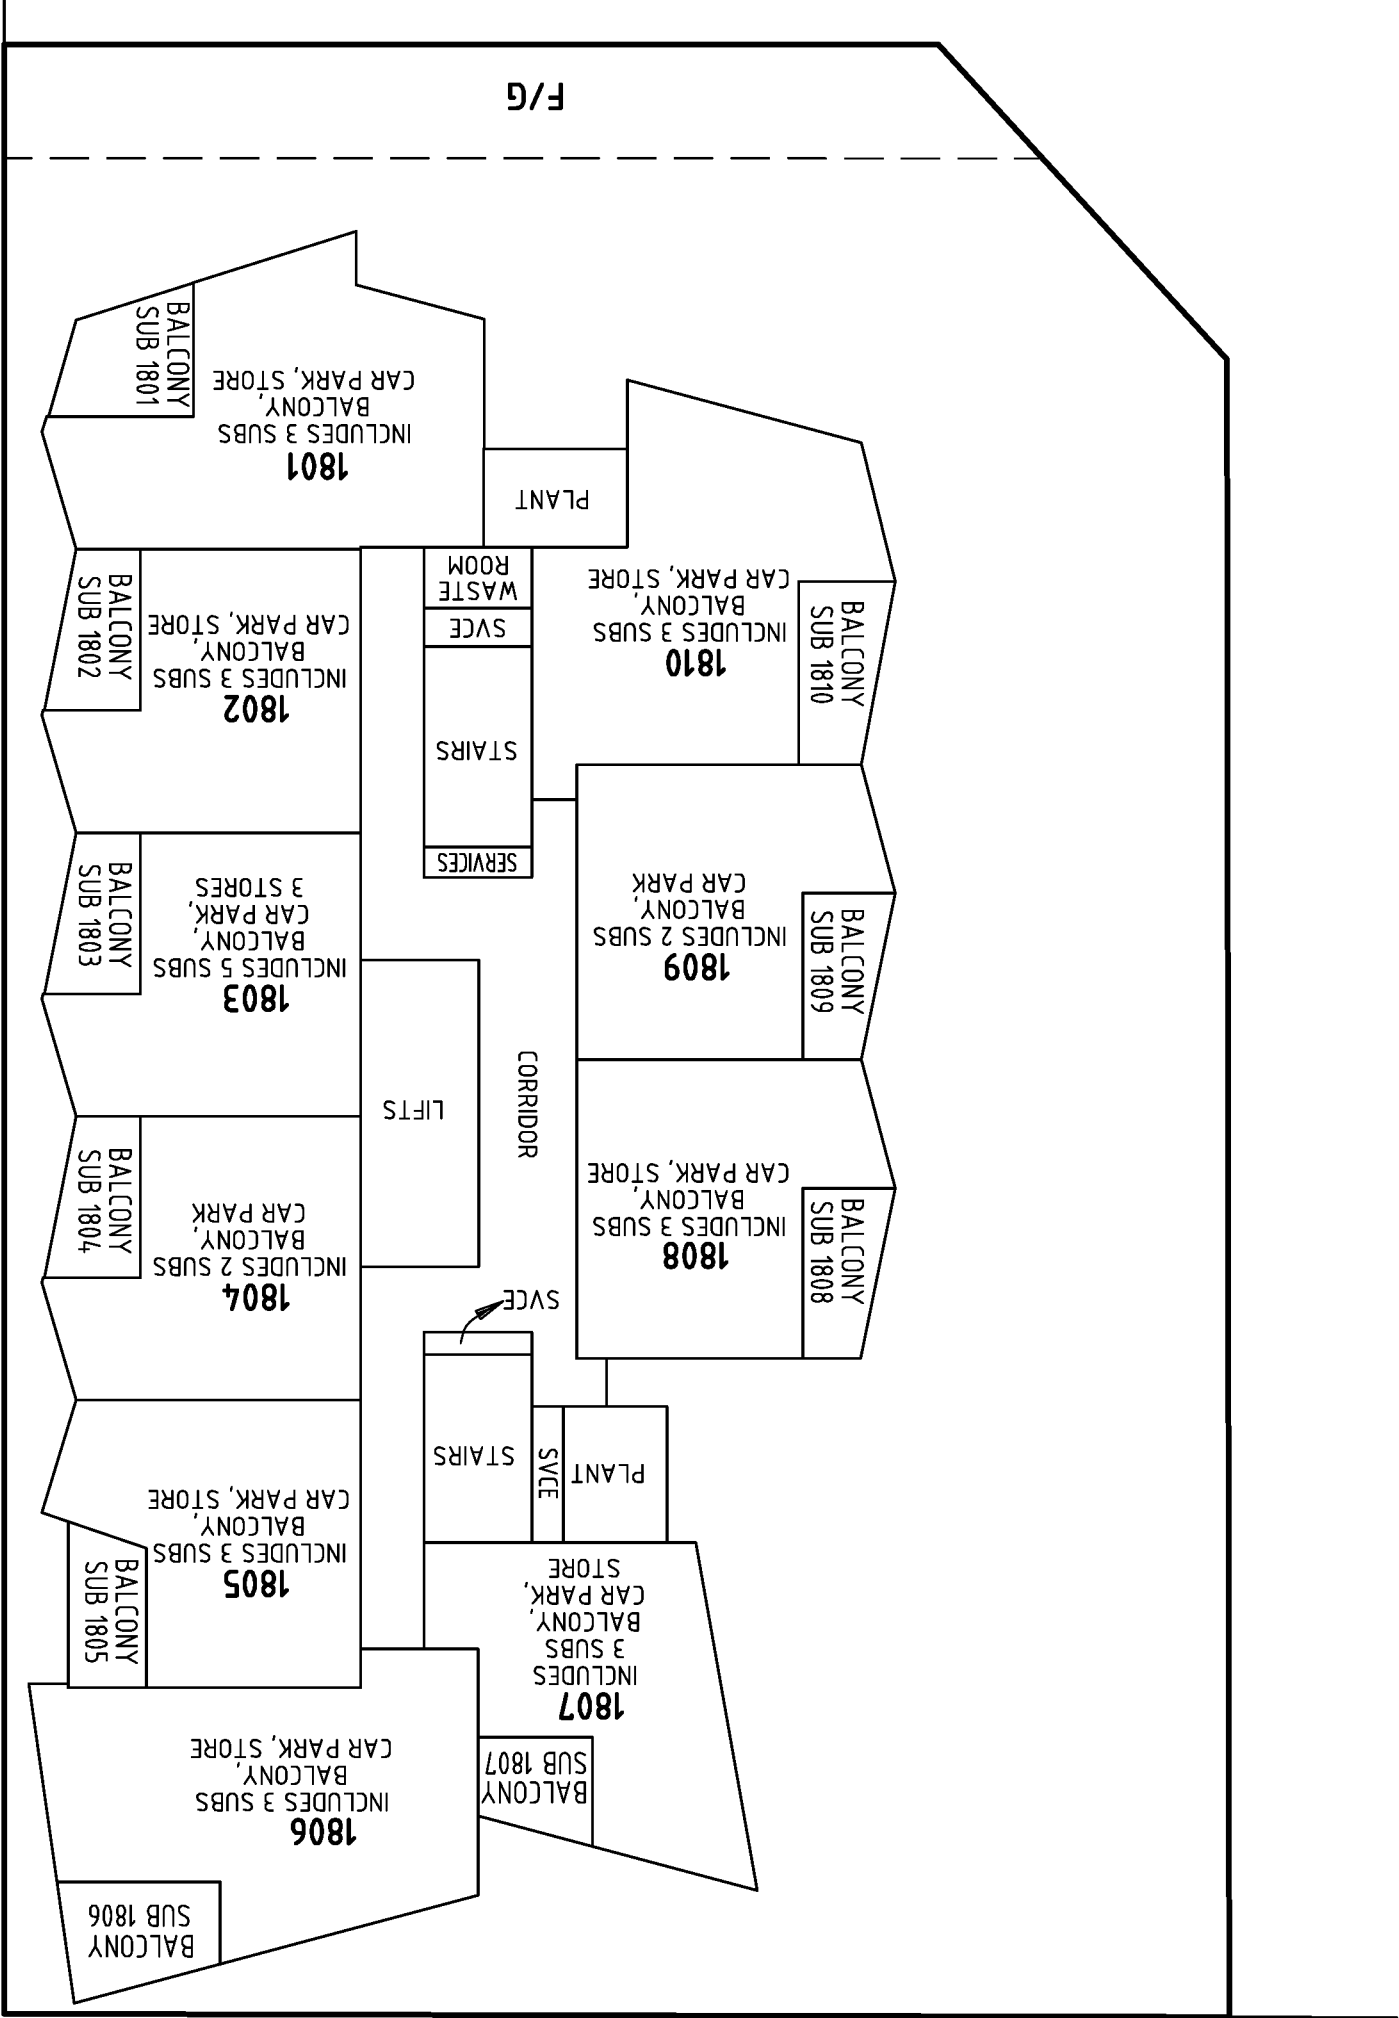 F/G
1801
INCLUDES 3 SUBS
BALCONY,
CAR PARK, STORE
BALCONY
SUB 1801
PLANT
WASTE
ROOM
SVCE
STAIRS
SERVICES
1810
INCLUDES 3 SUBS
BALCONY,
CAR PARK, STORE
BALCONY
SUB 1810
1802
INCLUDES 3 SUBS
BALCONY,
CAR PARK, STORE
BALCONY
SUB 1802
1803
INCLUDES 5 SUBS
BALCONY,
CAR PARK,
3 STORES
BALCONY
SUB 1803
1809
INCLUDES 2 SUBS
BALCONY,
CAR PARK
BALCONY
SUB 1809
LIFTS
CORRIDOR
1804
INCLUDES 2 SUBS
BALCONY,
CAR PARK
BALCONY
SUB 1804
1808
INCLUDES 3 SUBS
BALCONY,
CAR PARK, STORE
BALCONY
SUB 1808
SVCE
STAIRS
SVCE
PLANT
1805
INCLUDES 3 SUBS
BALCONY,
CAR PARK, STORE
BALCONY
SUB 1805
1807
INCLUDES
3 SUBS
BALCONY,
CAR PARK,
STORE
BALCONY
SUB 1807
1806
INCLUDES 3 SUBS
BALCONY,
CAR PARK, STORE
BALCONY
SUB 1806